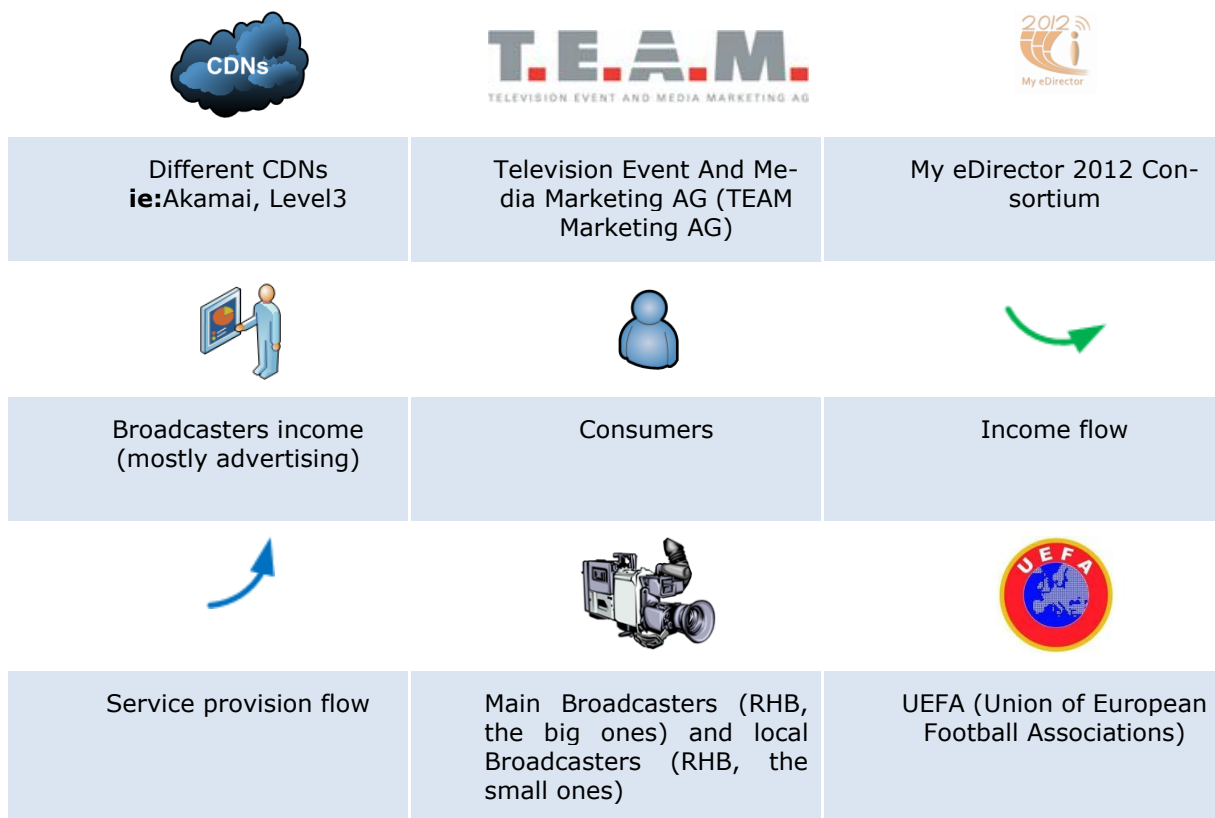 CDNs
T.E.A.M.
TELEVISION EVENT AND MEDIA MARKETING AG
2012
My eDirector
Different CDNs
ie:Akamai, Level3
Television Event And Me-
dia Marketing AG (TEAM
Marketing AG)
My eDirector 2012 Con-
sortium
Broadcasters income
(mostly advertising)
Consumers
Income flow
UEFA
Service provision flow
Main Broadcasters (RHB,
the big ones) and local
Broadcasters (RHB, the
small ones)
UEFA (Union of European
Football Associations)